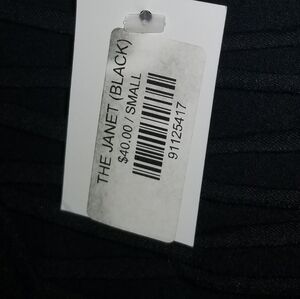 THE JANET (BLACK)
$40.00 / SMALL
91125417